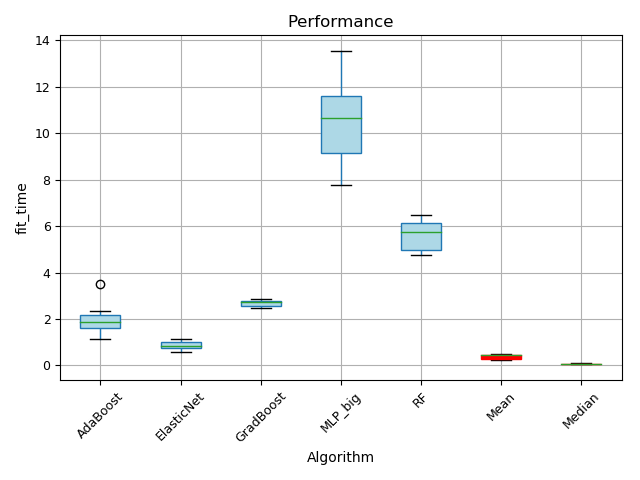 Performance
14
12
10
8
6
4
2
0
fit_time
AdaBoost
ElasticNet
GradBoost
MLP_big
RF
Mean
Median
Algorithm